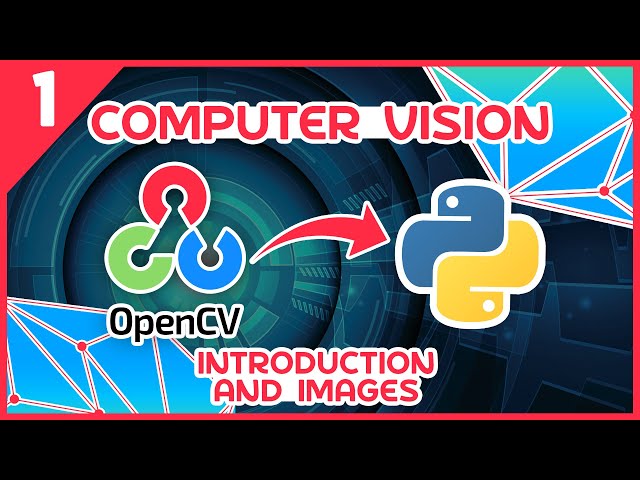 1
COMPUTER VISION
OpenCV
INTRODUCTION
AND IMAGES